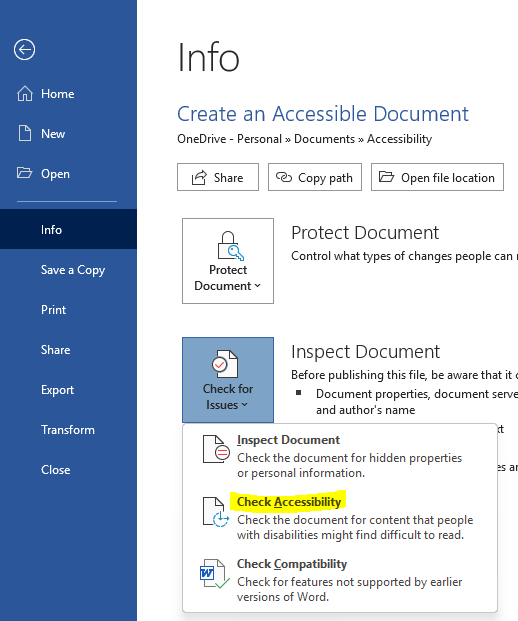 Info
Home
New
Open
Info
Save a Copy
Print
Share
Export
Transform
Close
Create an Accessible Document
OneDrive - Personal » Documents » Accessibility
Share
Copy path
Open file location
Protect Document
Protect Document
Control what types of changes people can
Check for
Issues
Inspect Document
Before publishing this file, be aware that it
Document properties, document serve
and author's name
Inspect Document
Check the document for hidden properties
or personal information.
Check Accessibility
Check the document for content that people
with disabilities might find difficult to read.
Check Compatibility
Check for features not supported by earlier
versions of Word.